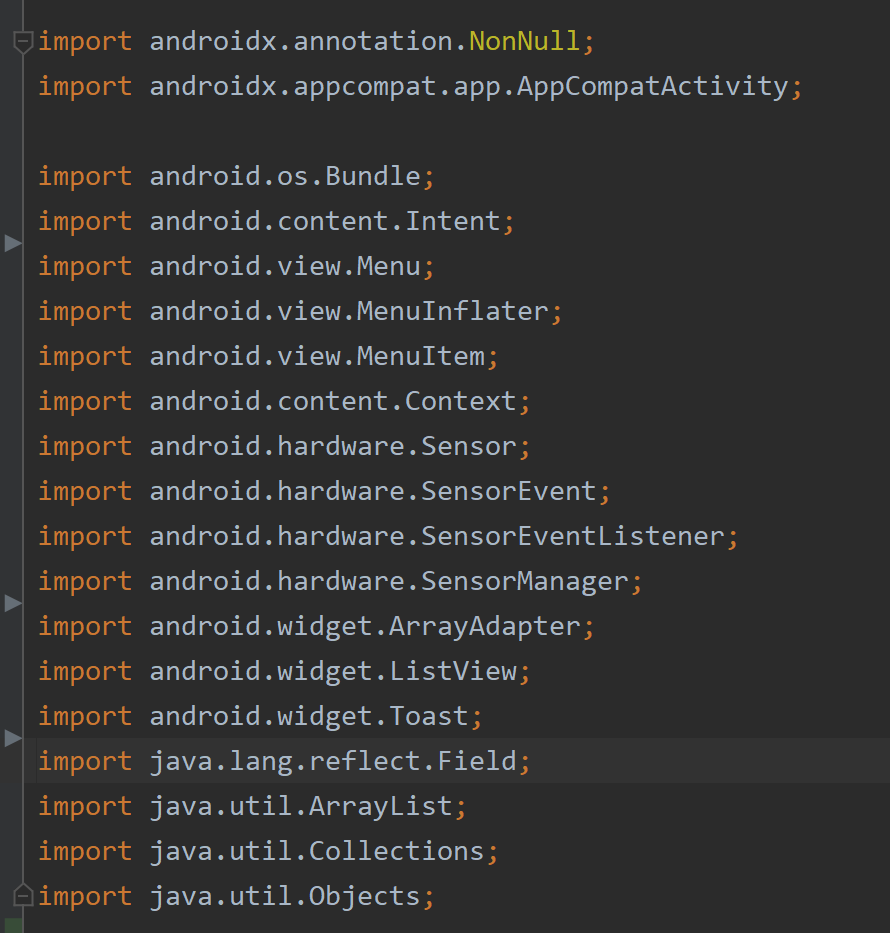 import androidx.annotation.NonNull;
import androidx.appcompat.app.AppCompatActivity;
import android.os.Bundle;
import android.content.Intent;
import android.view.Menu;
import android.view.MenuInflater;
import android.view.MenuItem;
import android.content.Context;
import android.hardware.Sensor;
import android.hardware.SensorEvent;
import android.hardware.SensorEventListener;
import android.hardware.SensorManager;
import android.widget.ArrayAdapter;
import android.widget.ListView;
import android.widget.Toast;
import java.lang.reflect.Field;
import java.util.ArrayList;
import java.util.Collections;
import java.util.Objects;